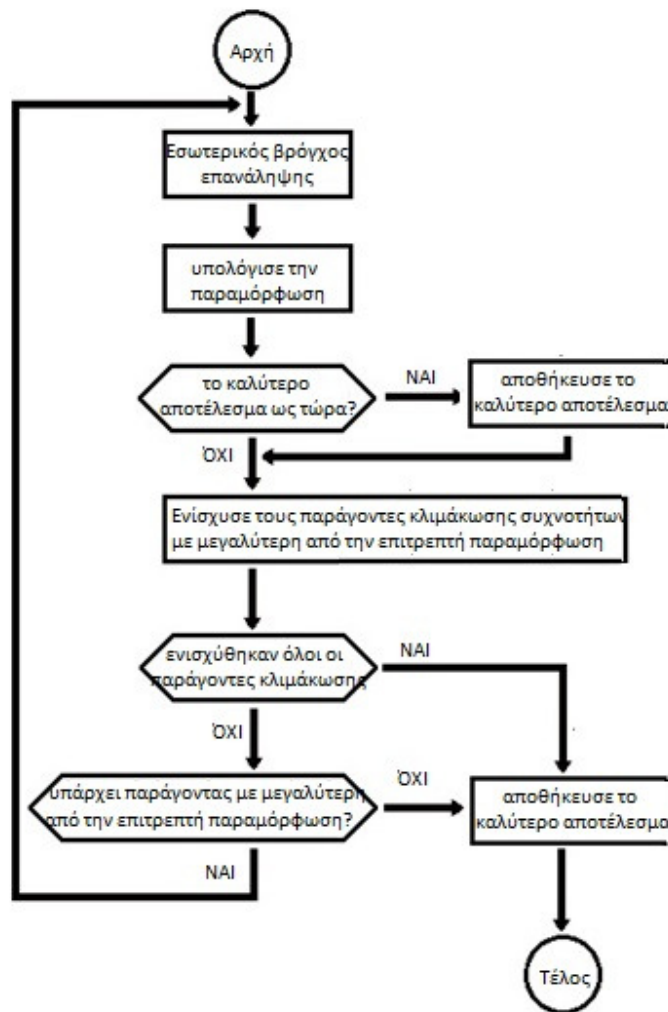 Αρχή
Εσωτερικός βρόγχος
επανάληψης
υπολόγισε την
παραμόρφωση
το καλύτερο
αποτέλεσμα ως τώρα?
ΝΑΙ
αποθήκευσε το
καλύτερο αποτέλεσμα
ΌΧΙ
Ενίσχυσε τους παράγοντες κλιμάκωσης συχνοτήτων
με μεγαλύτερη από την επιτρεπτή παραμόρφωση
ενισχύθηκαν όλοι οι
παράγοντες κλιμάκωσης
ΝΑΙ
ΌΧΙ
υπάρχει παράγοντας με μεγαλύτερη
από την επιτρεπτή παραμόρφωση?
ΌΧΙ
αποθήκευσε το
καλύτερο αποτέλεσμα
ΝΑΙ
Τέλος